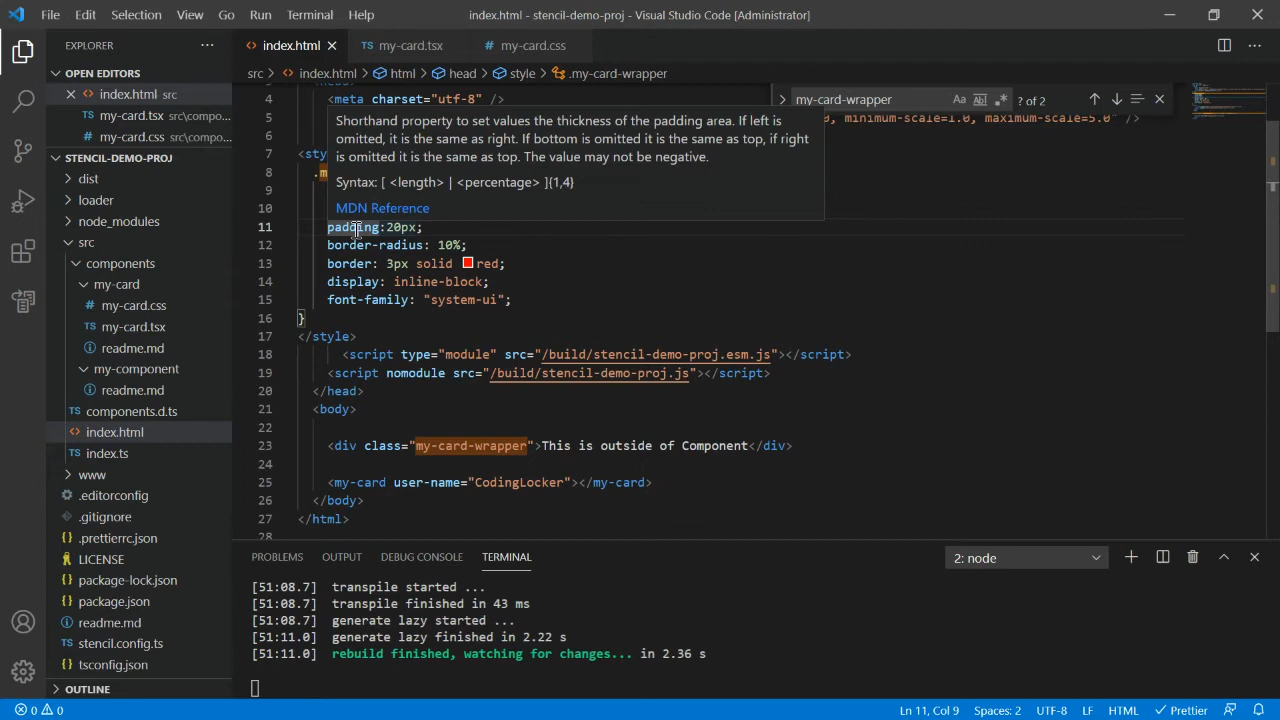 File Edit Selection View Go Run Terminal Help index.html - stencil-demo-proj - Visual Studio Code [Administrator]
EXPLORER
OPEN EDITORS
index.html src
my-card.tsx src\compo...
my-card.css src\compo...
STENCIL-DEMO-PROJ
dist
loader
node_modules
src
components
my-card
my-card.css
my-card.tsx
readme.md
my-component
readme.md
components.d.ts
index.html
index.ts
www
.editorconfig
.gitignore
.prettierrc.json
LICENSE
package-lock.json
package.json
readme.md
stencil.config.ts
tsconfig.json
OUTLINE
index.html my-card.tsx my-card.css
src > index.html > html > head > style > .my-card-wrapper
my-card-wrapper Aa Ab ? of 2
4 <meta charset="utf-8" />
5 0, minimum-scale=1.0, maximum-scale=5.0" />
Shorthand property to set values the thickness of the padding area. If left is
omitted, it is the same as right. If bottom is omitted it is the same as top, if right
is omitted it is the same as top. The value may not be negative.
Syntax: [ <length> | <percentage> ]{1,4}
MDN Reference
6
7 <sty
8 .m
9
10
11 padding:20px;
12 border-radius: 10%;
13 border: 3px solid red;
14 display: inline-block;
15 font-family: "system-ui";
16 }
17 </style>
18 <script type="module" src="/build/stencil-demo-proj.esm.js"></script>
19 <script nomodule src="/build/stencil-demo-proj.js"></script>
20 </head>
21 <body>
22
23 <div class="my-card-wrapper">This is outside of Component</div>
24
25 <my-card user-name="CodingLocker"></my-card>
26 </body>
27 </html>
28
PROBLEMS OUTPUT DEBUG CONSOLE TERMINAL 2: node
[51:08.7] transpile started ...
[51:08.7] transpile finished in 43 ms
[51:08.7] generate lazy started ...
[51:11.0] generate lazy finished in 2.22 s
[51:11.0] rebuild finished, watching for changes... in 2.36 s
0 0 Ln 11, Col 9 Spaces: 2 UTF-8 LF HTML Prettier